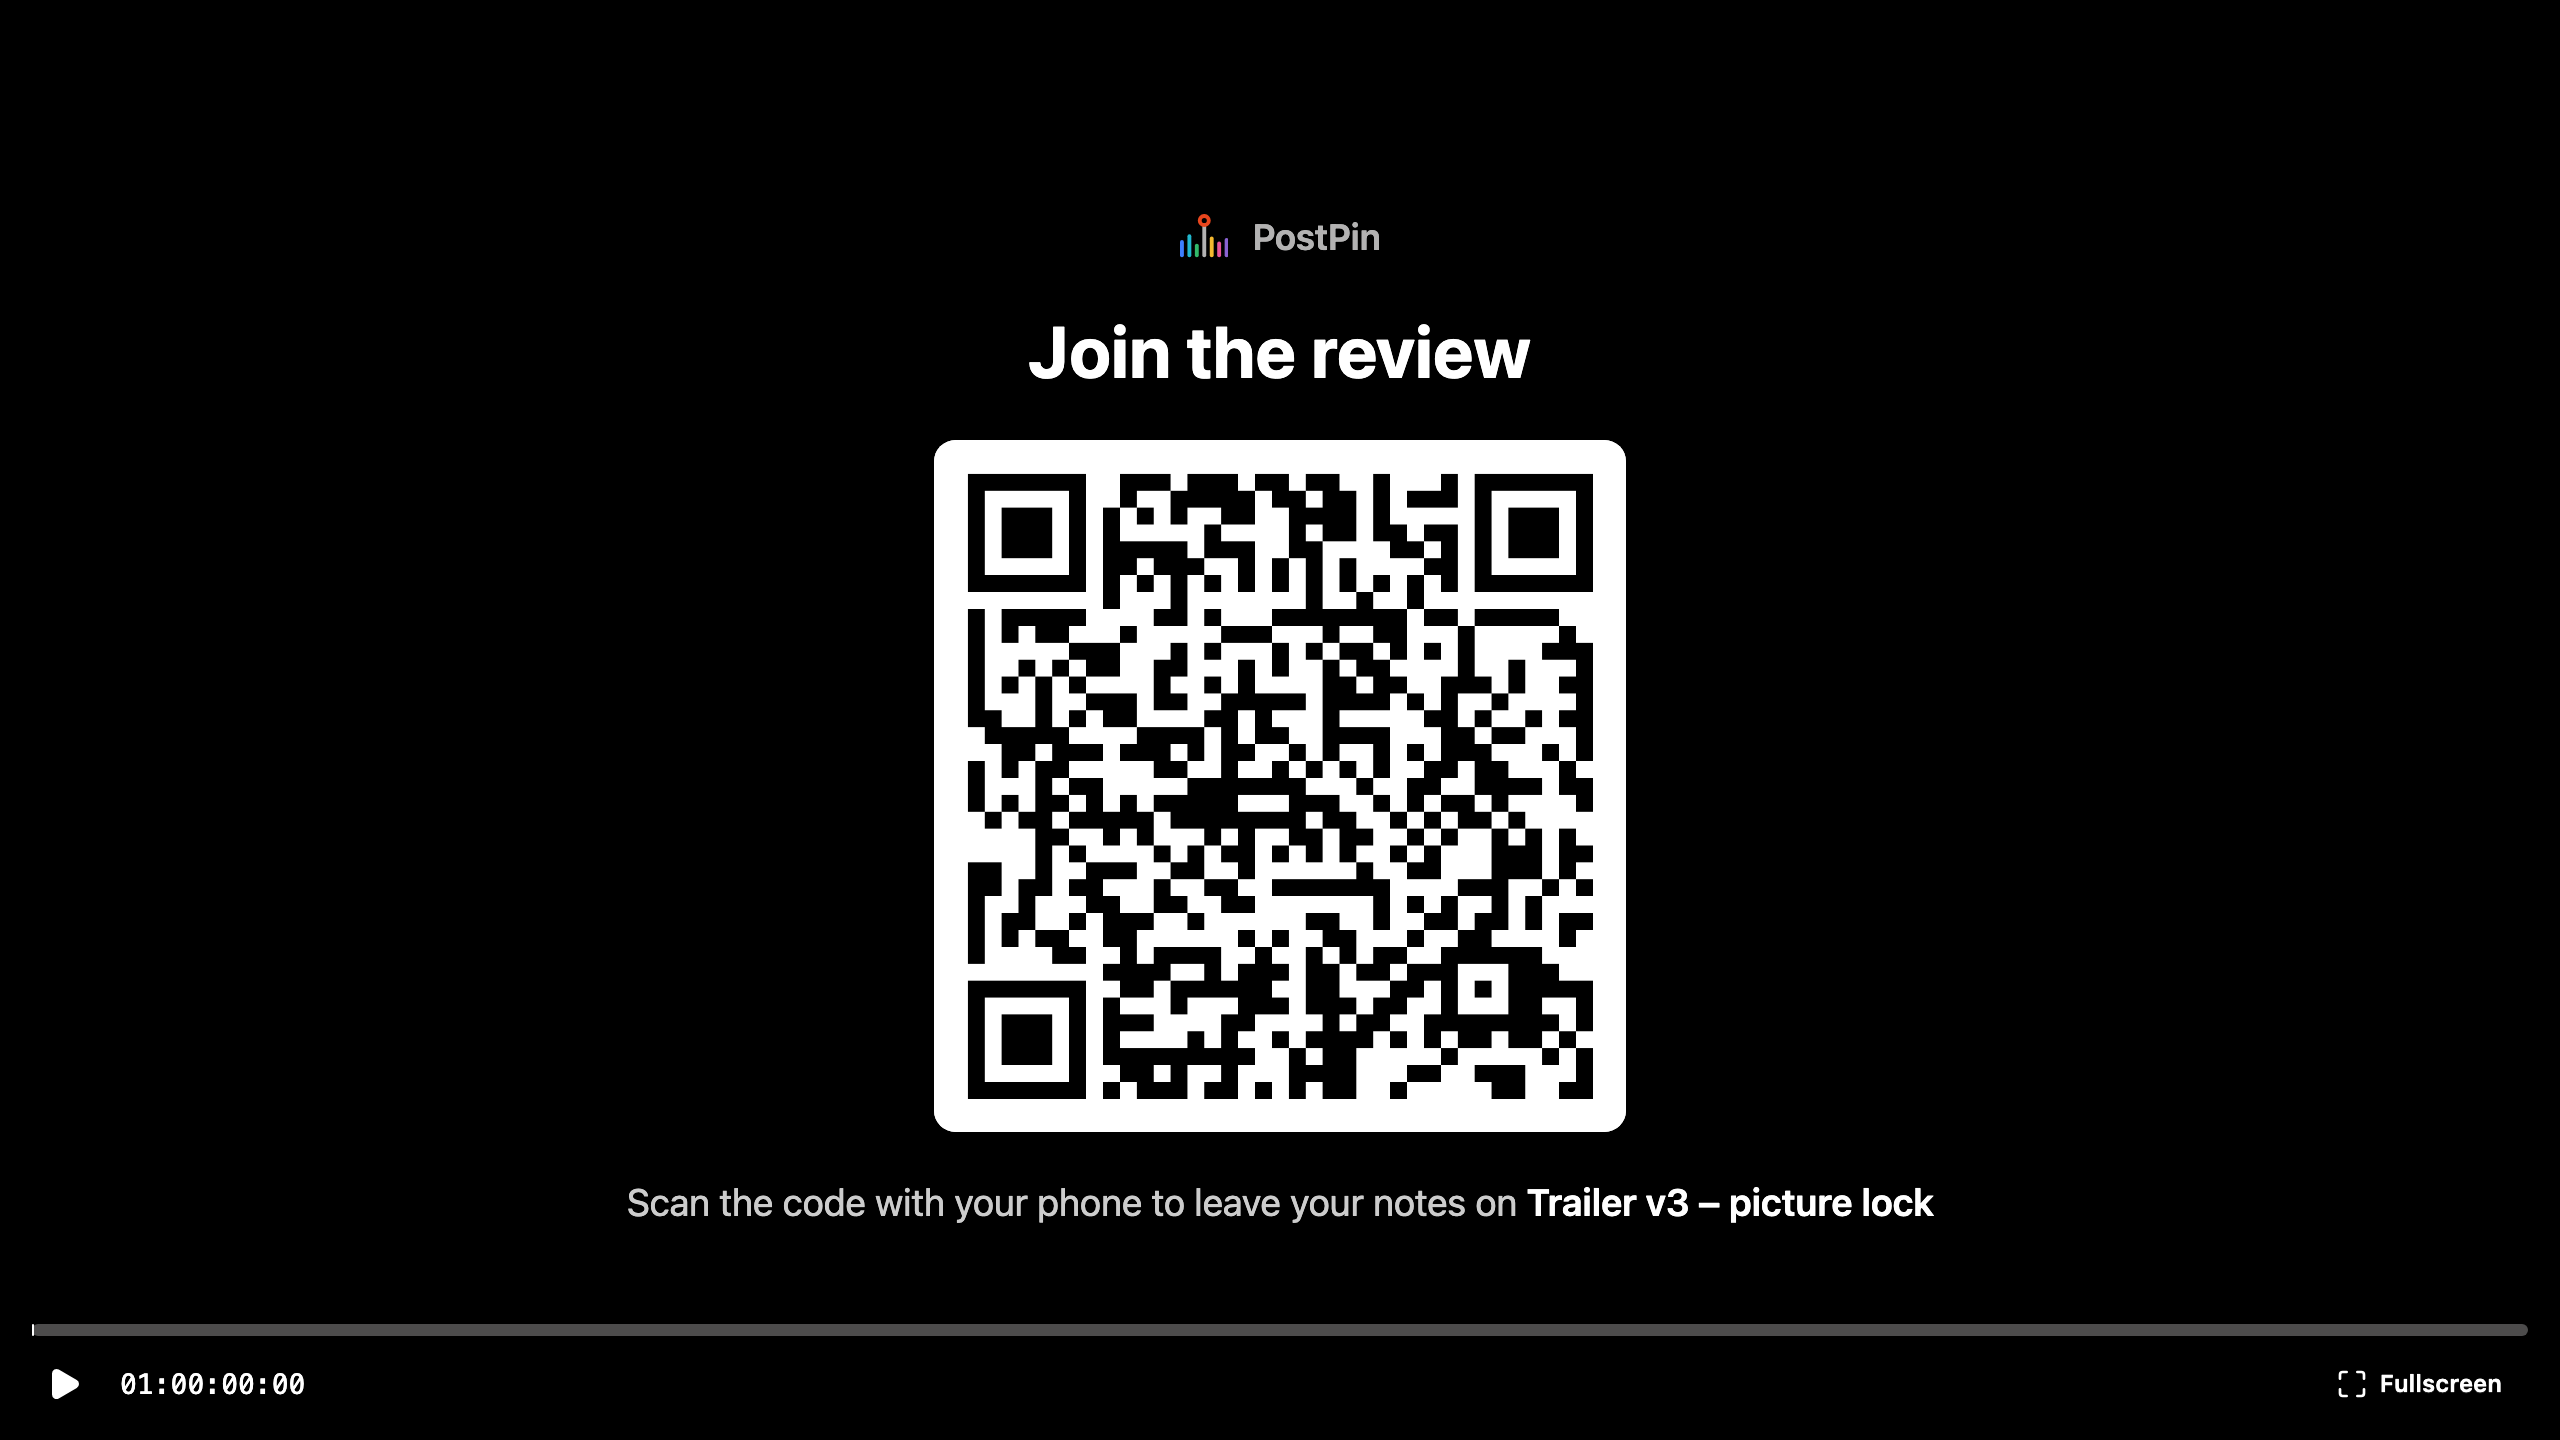 PostPin
Join the review
Scan the code with your phone to leave your notes on Trailer v3 – picture lock
01:00:00:00
Fullscreen